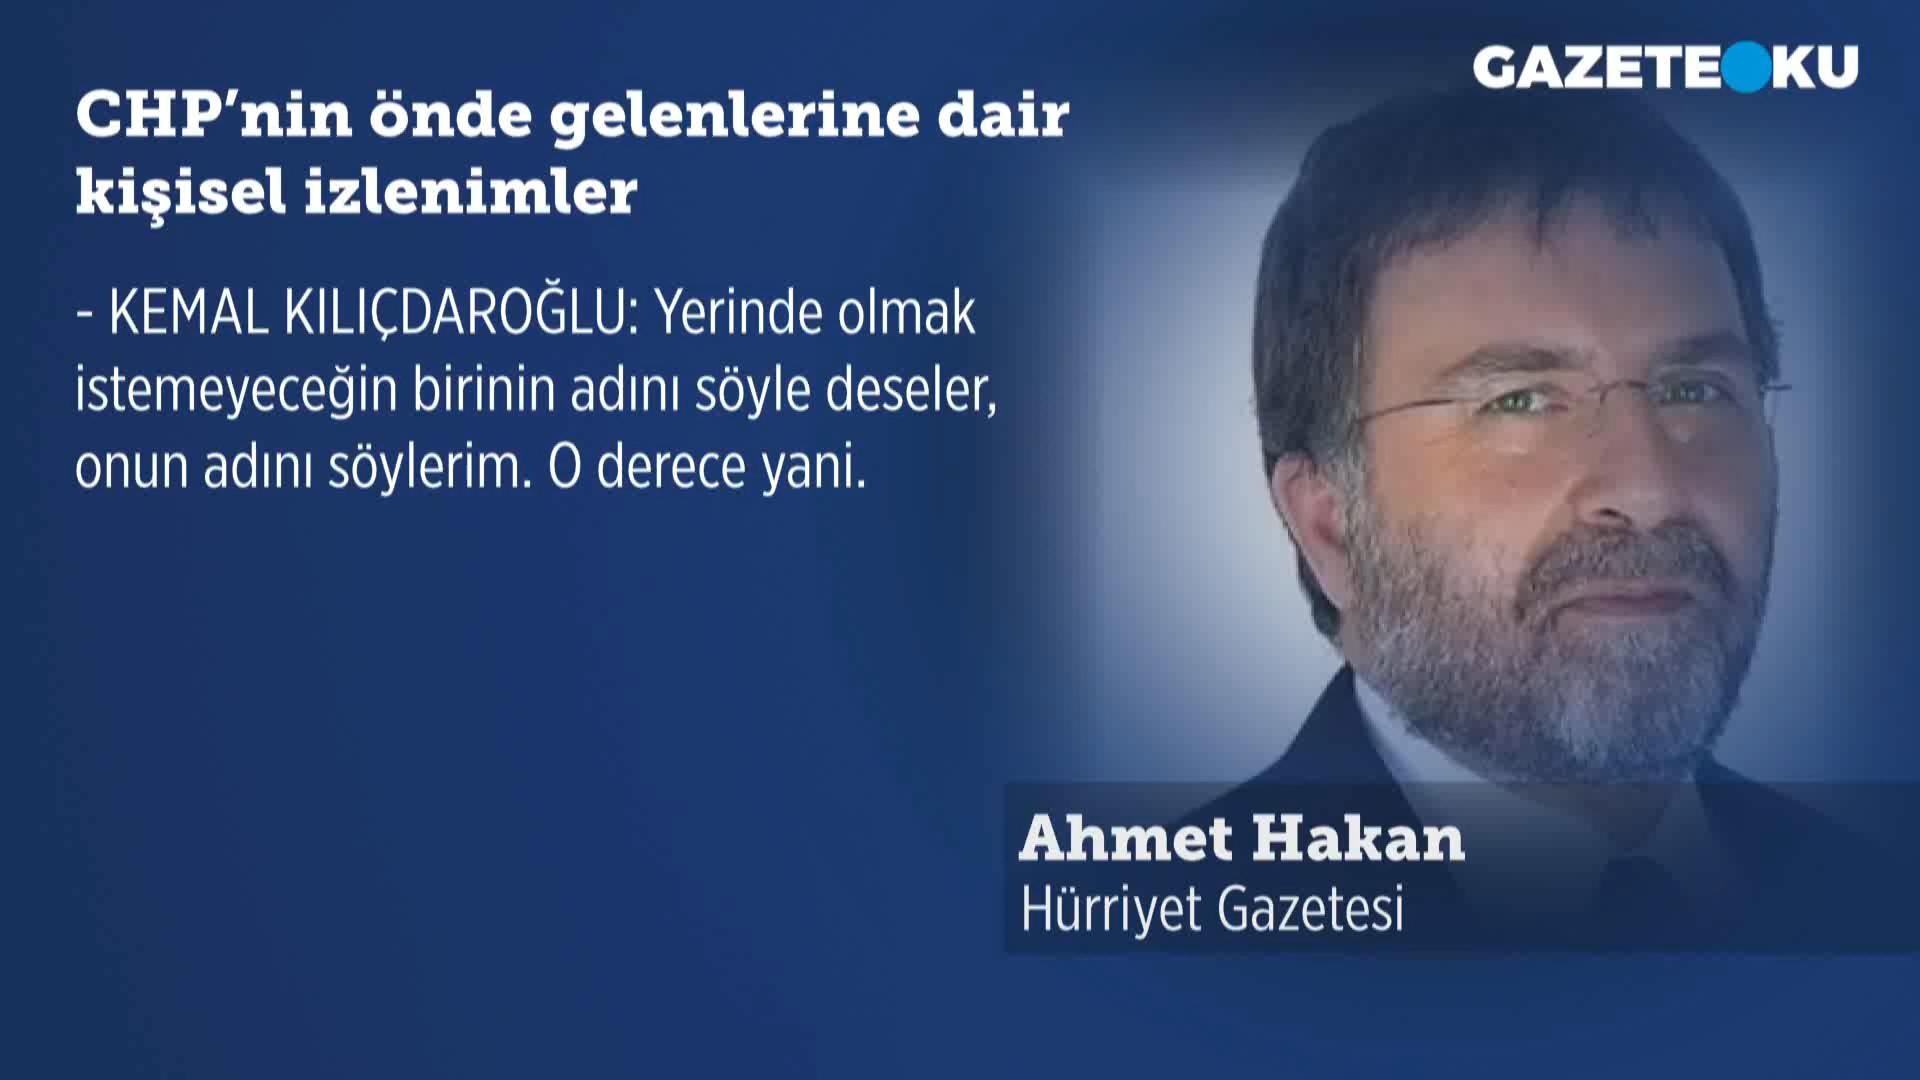 GAZETE OKU
CHP'nin önde gelenlerine dair
kişisel izlenimler
- KEMAL KILIÇDAROĞLU: Yerinde olmak
istemeyeceğin birinin adını söyle deseler,
onun adını söylerim. O derece yani.
Ahmet Hakan
Hürriyet Gazetesi